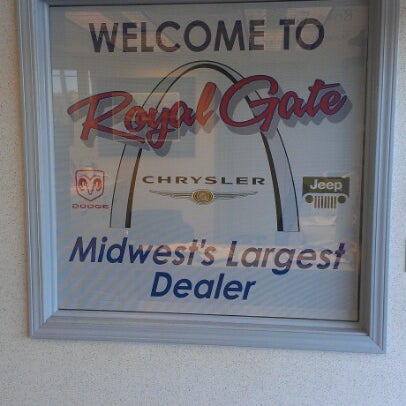 WELCOME TO
Royal Gate
CHRYSLER
DODGE
Jeep
Midwest's Largest
Dealer